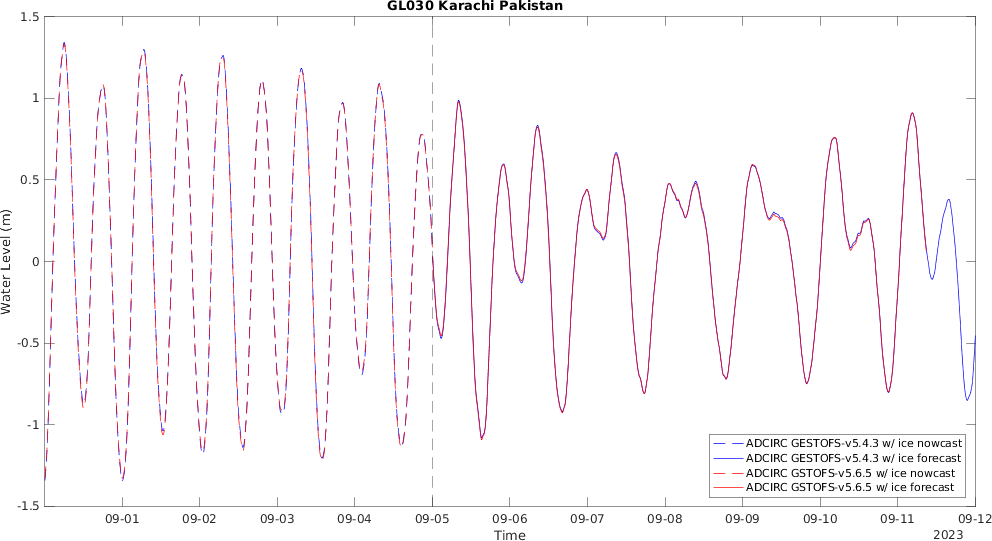 GL030 Karachi Pakistan
1.5
1
0.5
0
-0.5
-1
-1.5
Water Level (m)
ADCIRC GESTOFS-v5.4.3 w/ ice nowcast
ADCIRC GESTOFS-v5.4.3 w/ ice forecast
ADCIRC GSTOFS-v5.6.5 w/ ice nowcast
ADCIRC GSTOFS-v5.6.5 w/ ice forecast
09-01 09-02 09-03 09-04 09-05 09-06 09-07 09-08 09-09 09-10 09-11 09-12
Time
2023